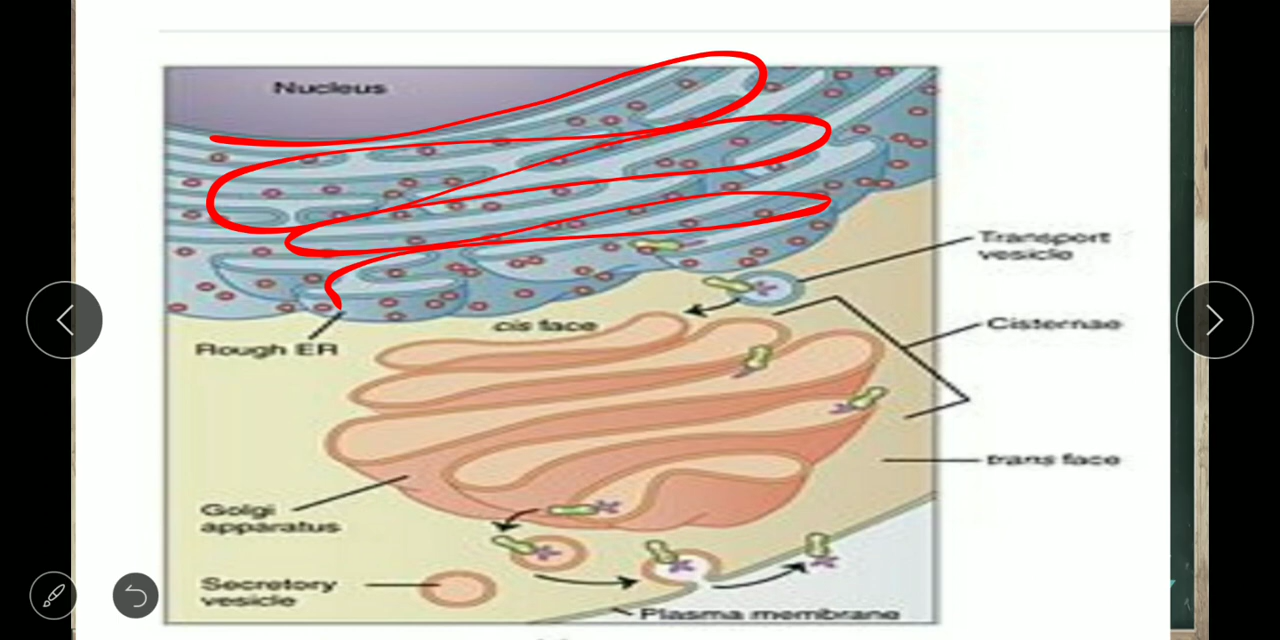 Nucleus
Transport
vesicle
cis face
Cisternae
Rough ER
trans face
Golgi
apparatus
Secretory
vesicle
Plasma membrane